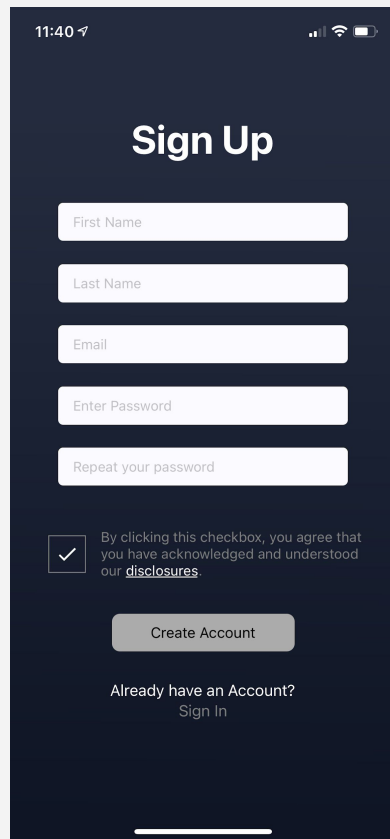 11:40
Sign Up
First Name
Last Name
Email
Enter Password
Repeat your password
By clicking this checkbox, you agree that
you have acknowledged and understood
our disclosures.
Create Account
Already have an Account?
Sign In